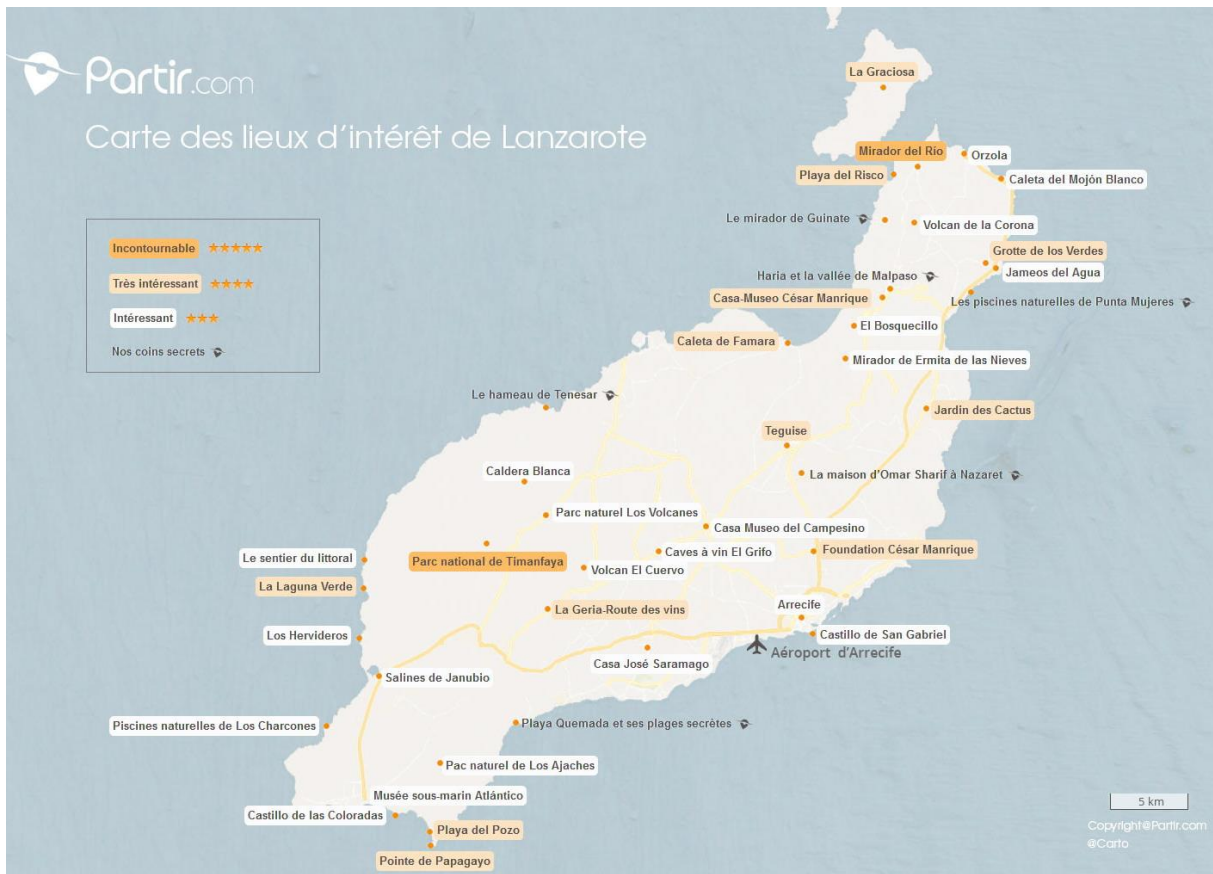 Partir.com
Carte des lieux d'intérêt de Lanzarote
Incontournable
Très intéressant
Intéressant
Nos coins secrets
La Graciosa
Mirador del Río
Orzola
Playa del Risco
Caleta del Mojón Blanco
Le mirador de Guinate
Volcan de la Corona
Grotte de los Verdes
Jameos del Agua
Haria et la vallée de Malpaso
Casa-Museo César Manrique
Les piscines naturelles de Punta Mujeres
El Bosquecillo
Caleta de Famara
Mirador de Ermita de las Nieves
Le hameau de Tenesar
Jardin des Cactus
Teguise
Caldera Blanca
La maison d'Omar Sharif à Nazaret
Parc naturel Los Volcanes
Casa Museo del Campesino
Le sentier du littoral
Parc national de Timanfaya
Caves à vin El Grifo
Foundation César Manrique
Volcan El Cuervo
La Laguna Verde
La Geria-Route des vins
Arrecife
Los Hervideros
Castillo de San Gabriel
Aéroport d'Arrecife
Casa José Saramago
Salines de Janubio
Piscines naturelles de Los Charcones
Playa Quemada et ses plages secrètes
Pac naturel de Los Ajaches
Musée sous-marin Atlántico
Castillo de las Coloradas
Playa del Pozo
Pointe de Papagayo
5 km
Copyright@Partir.com
@Carto